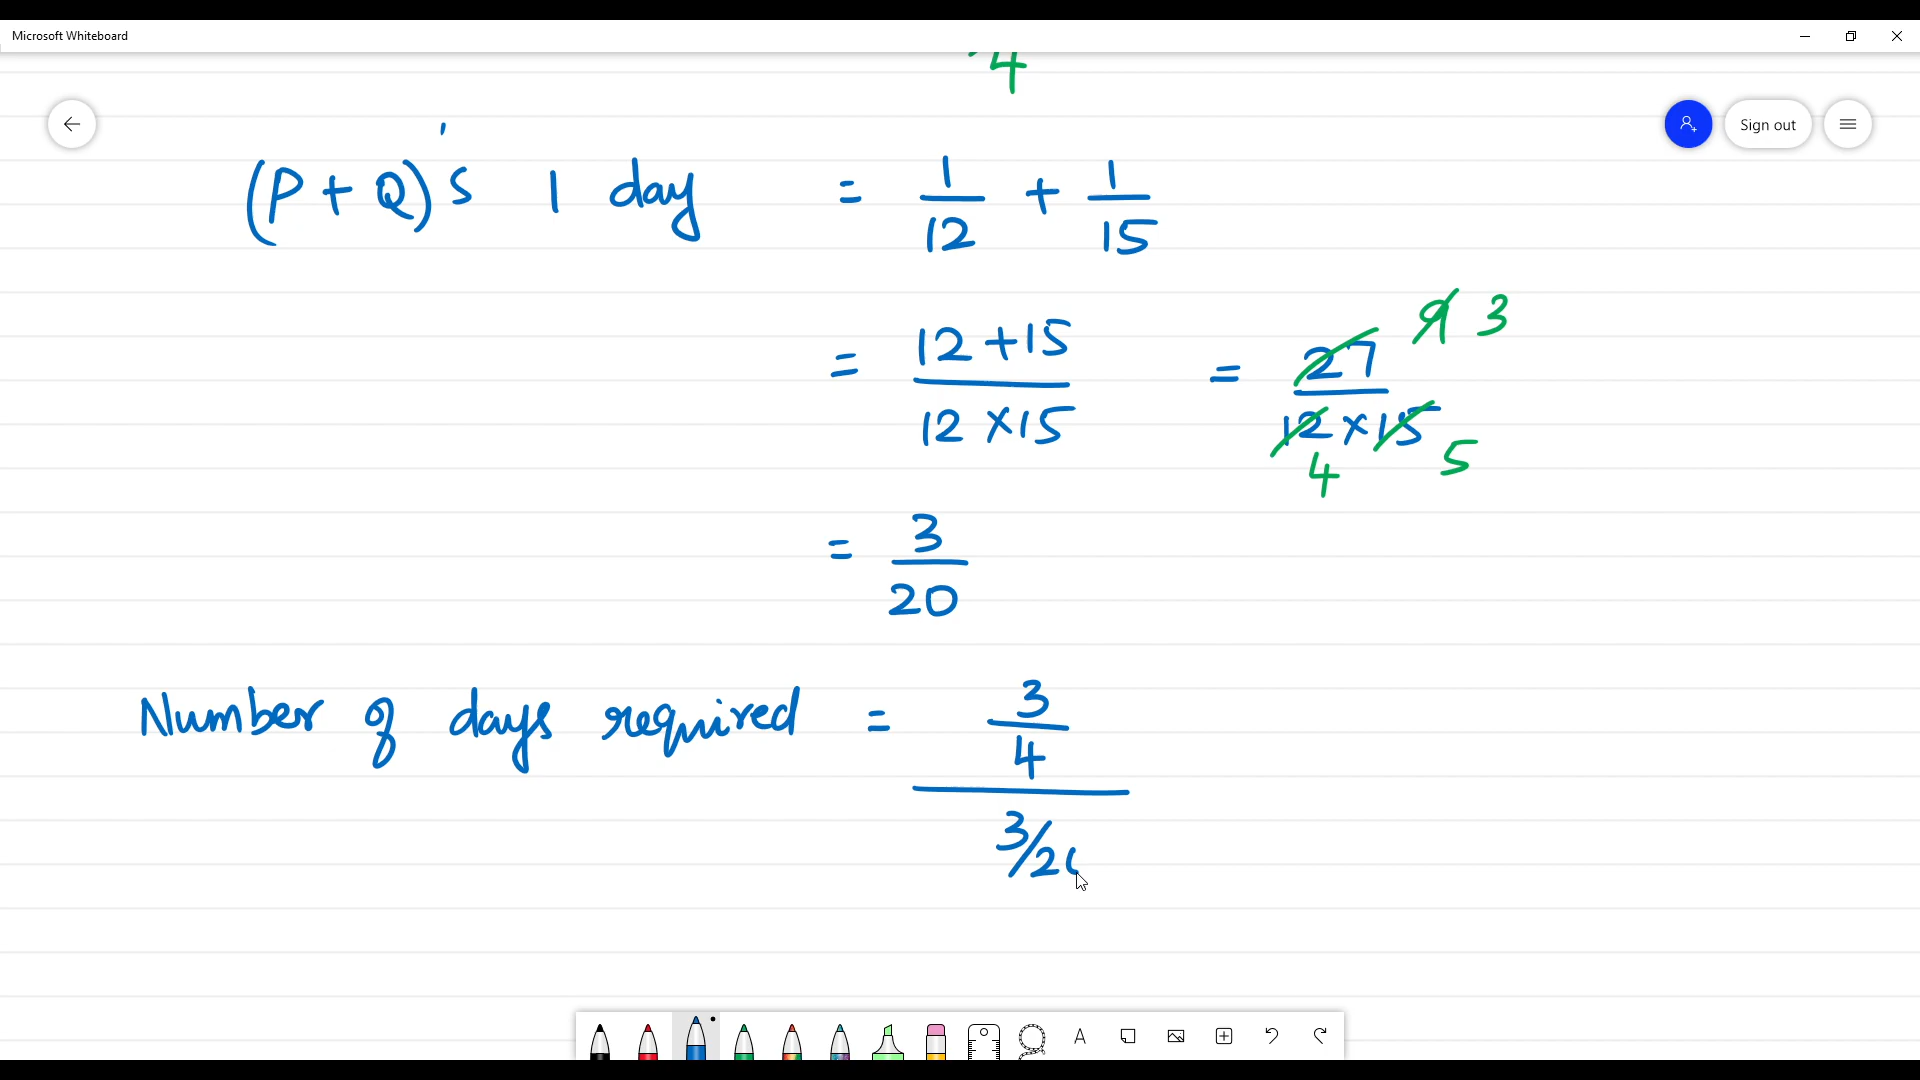 Microsoft Whiteboard
4
Sign out
(P + Q)'s 1 day = 1/12 + 1/15
= 12 + 15 / 12 × 15 = 27 / 12 × 15 9 3 4 5
= 3/20
Number of days required = 3/4 / 3/20
A